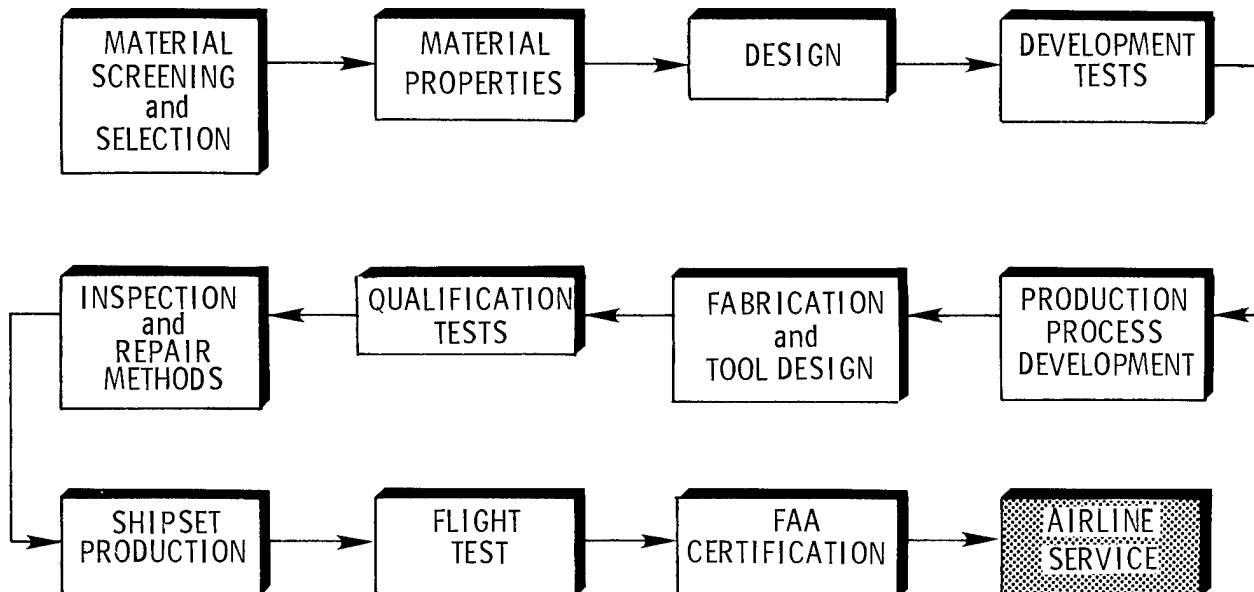 MATERIAL
SCREENING
and
SELECTION
MATERIAL
PROPERTIES
DESIGN
DEVELOPMENT
TESTS
PRODUCTION
PROCESS
DEVELOPMENT
FABRICATION
and
TOOL DESIGN
QUALIFICATION
TESTS
INSPECTION
and
REPAIR
METHODS
SHIPSET
PRODUCTION
FLIGHT
TEST
FAA
CERTIFICATION
AIRLINE
SERVICE